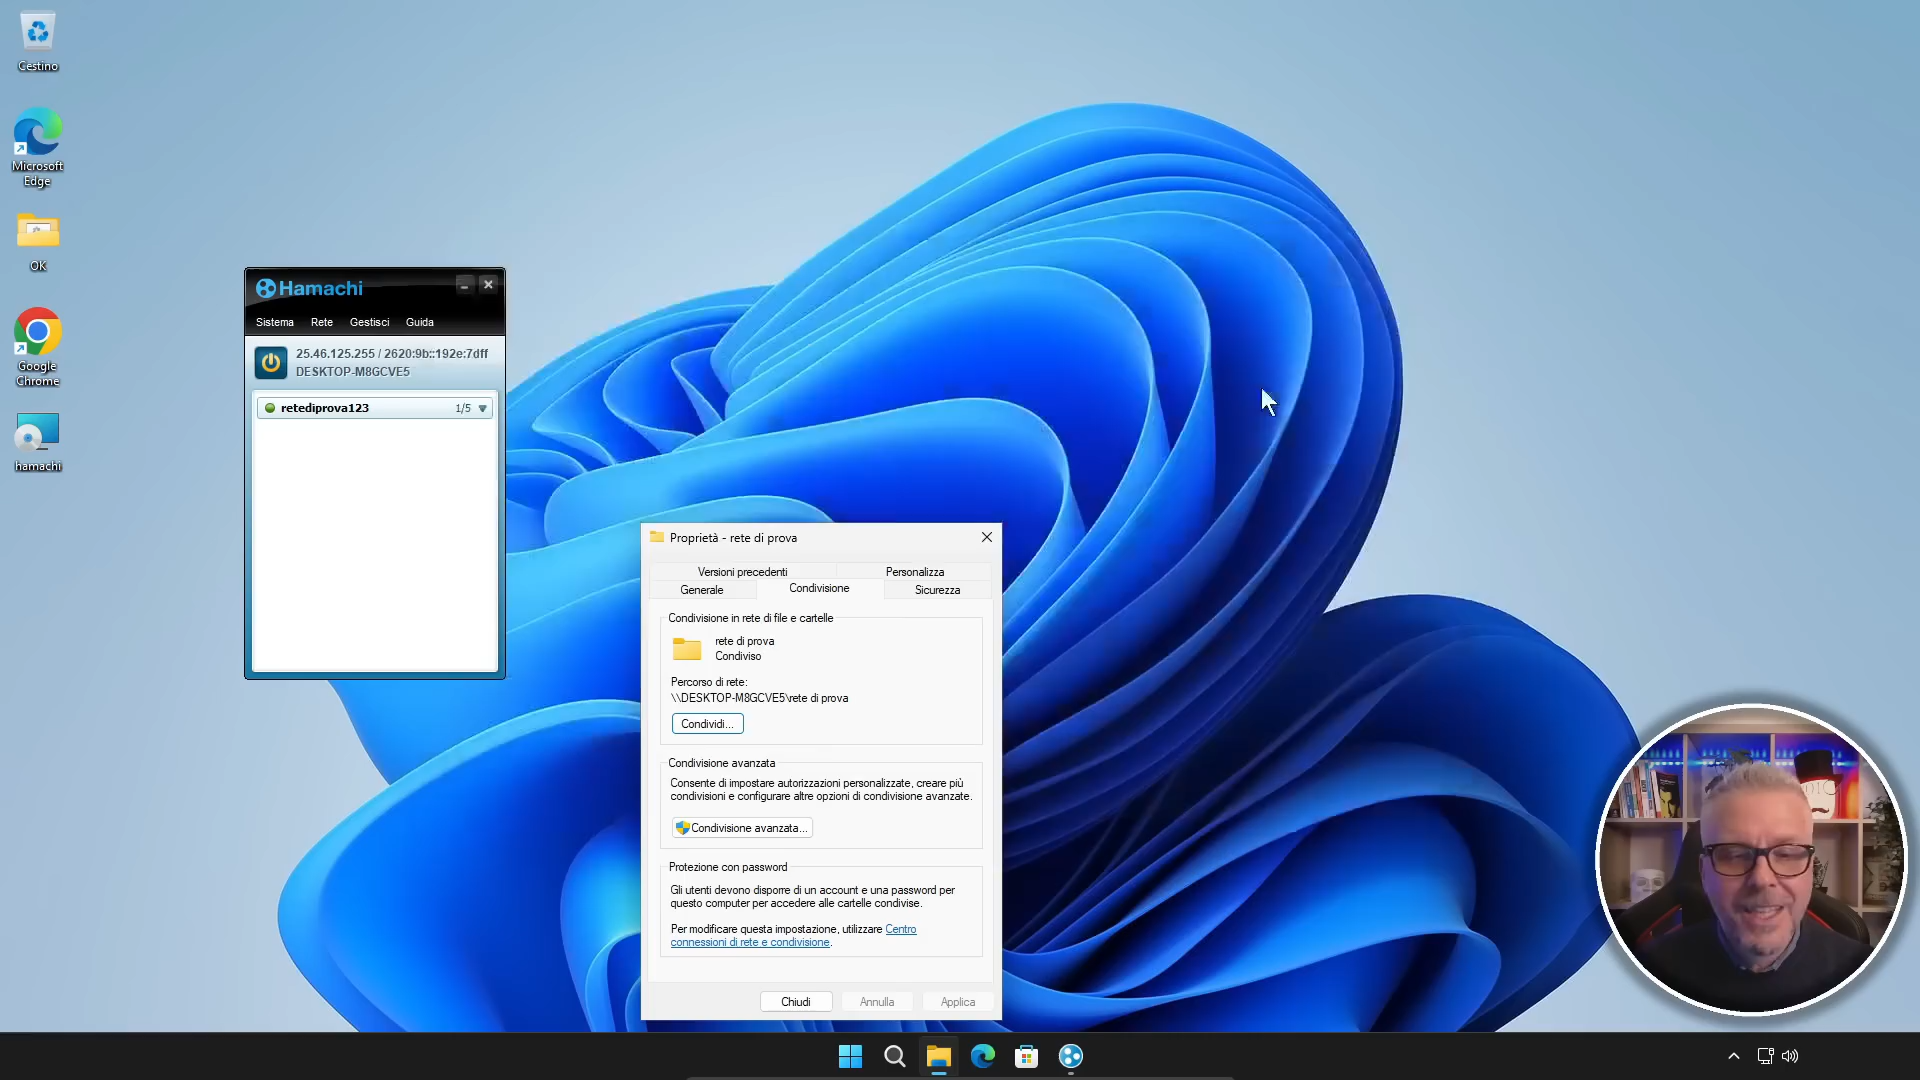 Cestino
Microsoft
Edge
OK
Google
Chrome
hamachi
Hamachi
Sistema Rete Gestisci Guida
25.46.125.255 / 2620:9b::192e:7dff
DESKTOP-M8GCVE5
retediprova123 1/5
Proprietà - rete di prova
Versioni precedenti Personalizza
Generale Condivisione Sicurezza
Condivisione in rete di file e cartelle
rete di prova
Condiviso
Percorso di rete:
\\DESKTOP-M8GCVE5\rete di prova
Condividi...
Condivisione avanzata
Consente di impostare autorizzazioni personalizzate, creare più
condivisioni e configurare altre opzioni di condivisione avanzate.
Condivisione avanzata...
Protezione con password
Gli utenti devono disporre di un account e una password per
questo computer per accedere alle cartelle condivise.
Per modificare questa impostazione, utilizzare Centro
connessioni di rete e condivisione.
Chiudi Annulla Applica